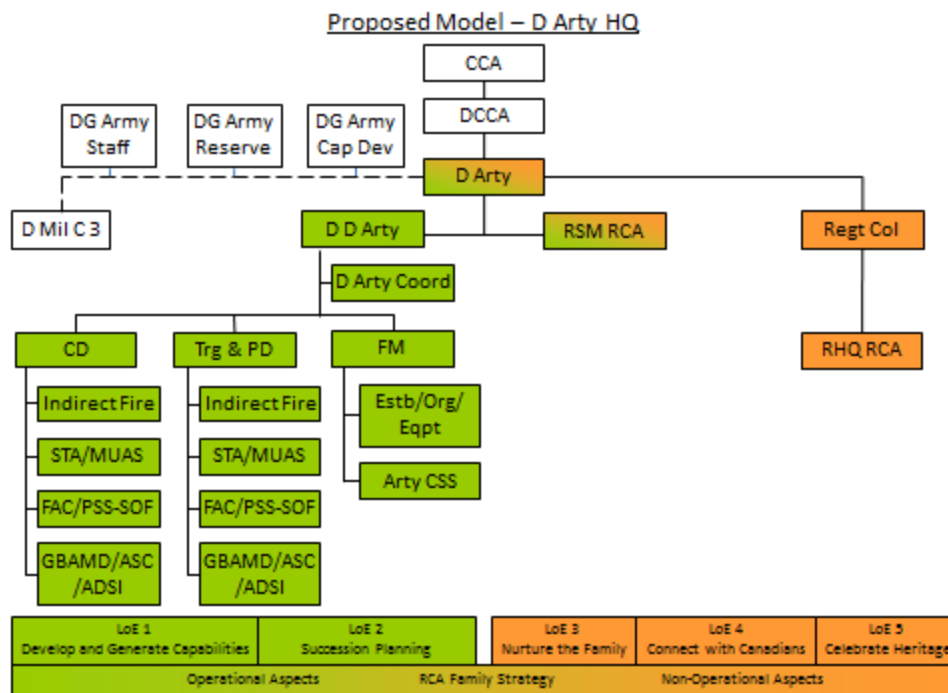 Proposed Model – D Arty HQ
CCA
DCCA
DG Army
Staff
DG Army
Reserve
DG Army
Cap Dev
D Arty
D Mil C 3
D D Arty
RSM RCA
Regt Col
D Arty Coord
CD
Trg & PD
FM
RHQ RCA
Indirect Fire
STA/MUAS
FAC/PSS-SOF
GBAMD/ASC
/ADSI
Indirect Fire
STA/MUAS
FAC/PSS-SOF
GBAMD/ASC
/ADSI
Estb/Org/
Eqpt
Arty CSS
LoE 1
Develop and Generate Capabilities
LoE 2
Succession Planning
LoE 3
Nurture the Family
LoE 4
Connect with Canadians
LoE 5
Celebrate Heritage
Operational Aspects
RCA Family Strategy
Non-Operational Aspects